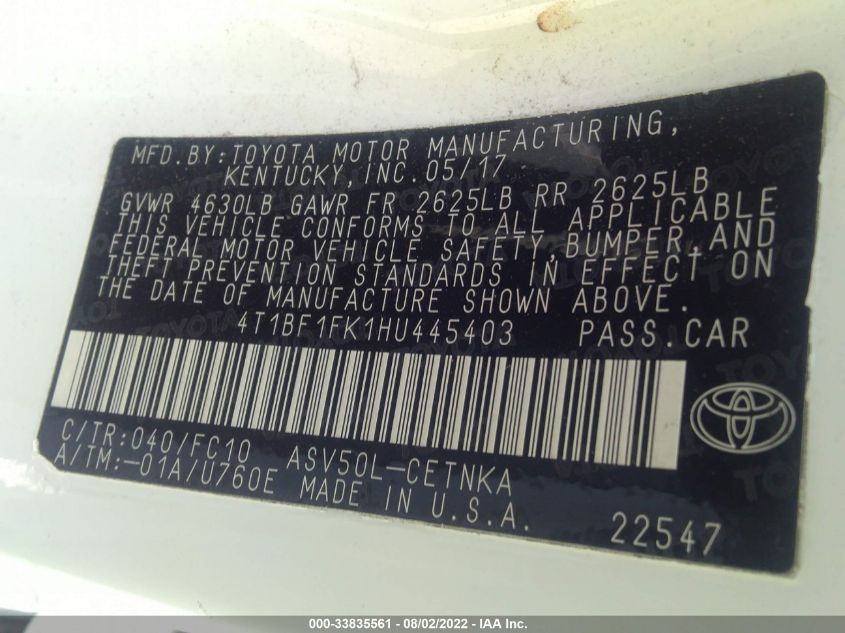 MFD.BY:TOYOTA MOTOR MANUFACTURING,
KENTUCKY,INC.05/17
GVWR 4630LB GAWR FR 2625LB RR 2625LB
THIS VEHICLE CONFORMS TO ALL APPLICABLE
FEDERAL MOTOR VEHICLE SAFETY,BUMPER,AND
THEFT PREVENTION STANDARDS IN EFFECT ON
THE DATE OF MANUFACTURE SHOWN ABOVE.
4T1BF1FK1HU445403 PASS.CAR
C/TR:040/FC10 ASV50L-CETNKA
A/TM:-01A/U760E MADE IN U.S.A.
22547
000-33835561 - 08/02/2022 - IAA Inc.